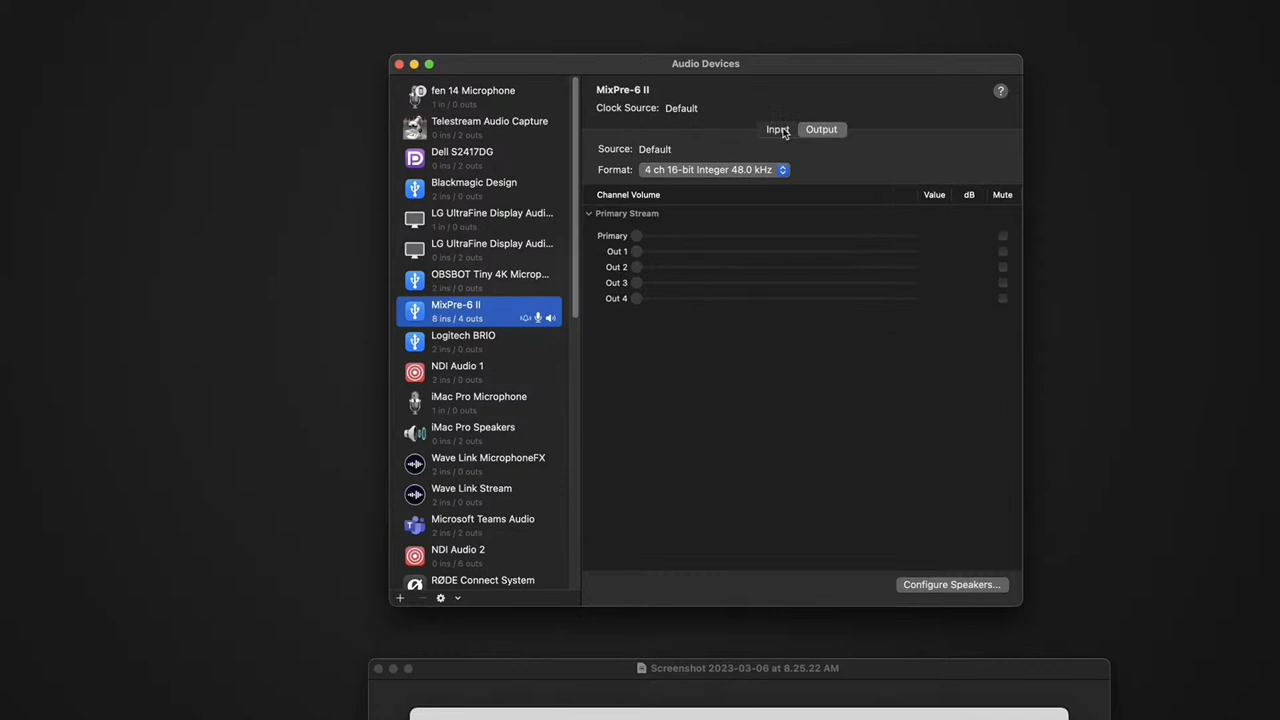 Audio Devices
fen 14 Microphone
1 in / 0 outs
Telestream Audio Capture
0 ins / 2 outs
Dell S2417DG
0 ins / 2 outs
Blackmagic Design
2 ins / 0 outs
LG UltraFine Display Audi...
1 in / 0 outs
LG UltraFine Display Audi...
0 ins / 2 outs
OBSBOT Tiny 4K Microp...
2 ins / 0 outs
MixPre-6 II
8 ins / 4 outs
Logitech BRIO
2 ins / 0 outs
NDI Audio 1
2 ins / 0 outs
iMac Pro Microphone
1 in / 0 outs
iMac Pro Speakers
0 ins / 2 outs
Wave Link MicrophoneFX
2 ins / 0 outs
Wave Link Stream
2 ins / 0 outs
Microsoft Teams Audio
2 ins / 2 outs
NDI Audio 2
0 ins / 6 outs
RØDE Connect System
MixPre-6 II
?
Clock Source: Default
Input Output
Source: Default
Format: 4 ch 16-bit Integer 48.0 kHz
Channel Volume Value dB Mute
Primary Stream
Primary
Out 1
Out 2
Out 3
Out 4
Configure Speakers...
Screenshot 2023-03-06 at 8.25.22 AM